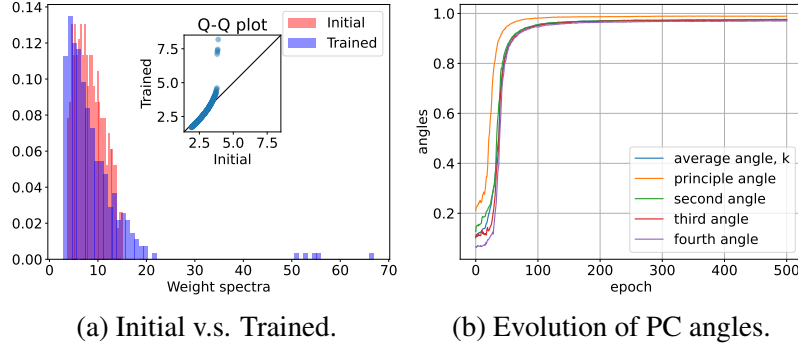 0.14
0.12
0.10
0.08
0.06
0.04
0.02
0.00
0 10 20 30 40 50 60 70
Weight spectra
Q-Q plot
7.5
5.0
2.5
Trained
2.5 5.0 7.5
Initial
Initial
Trained
(a) Initial v.s. Trained.
1.0
0.8
0.6
0.4
0.2
angles
0 100 200 300 400 500
epoch
average angle, k
principle angle
second angle
third angle
fourth angle
(b) Evolution of PC angles.